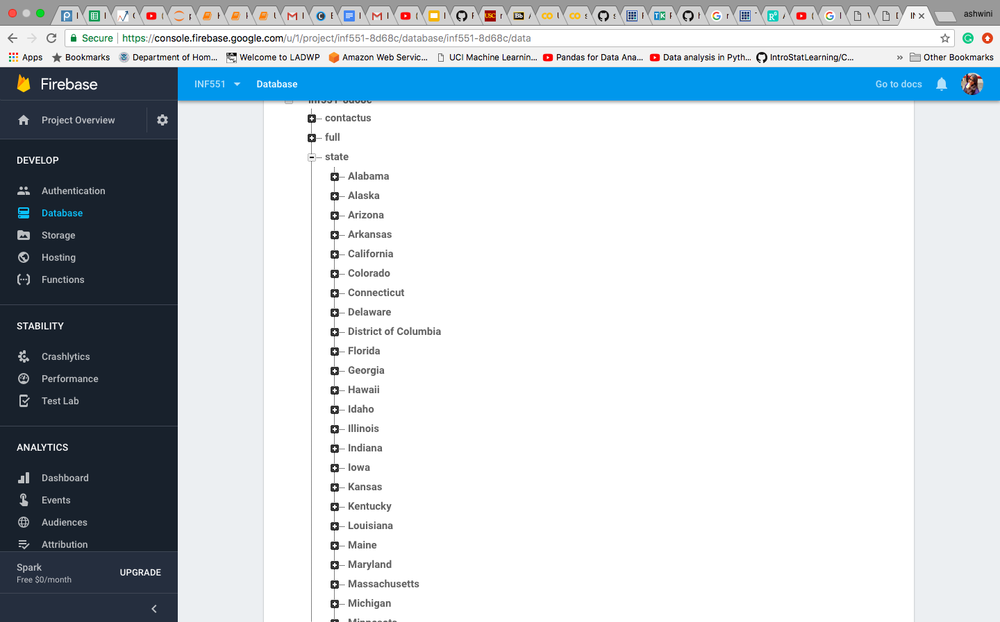 ashwini
Secure https://console.firebase.google.com/u/1/project/inf551-8d68c/database/inf551-8d68c/data
Apps Bookmarks Department of Hom... Welcome to LADWP Amazon Web Servic... UCI Machine Learnin... Pandas for Data Ana... Data analysis in Pyth... IntroStatLearning/C... » Other Bookmarks
Firebase
INF551 Database Go to docs
Project Overview
DEVELOP
Authentication
Database
Storage
Hosting
Functions
STABILITY
Crashlytics
Performance
Test Lab
ANALYTICS
Dashboard
Events
Audiences
Attribution
Spark
Free $0/month
UPGRADE
inf551-8d68c
contactus
full
state
Alabama
Alaska
Arizona
Arkansas
California
Colorado
Connecticut
Delaware
District of Columbia
Florida
Georgia
Hawaii
Idaho
Illinois
Indiana
Iowa
Kansas
Kentucky
Louisiana
Maine
Maryland
Massachusetts
Michigan
Minnesota